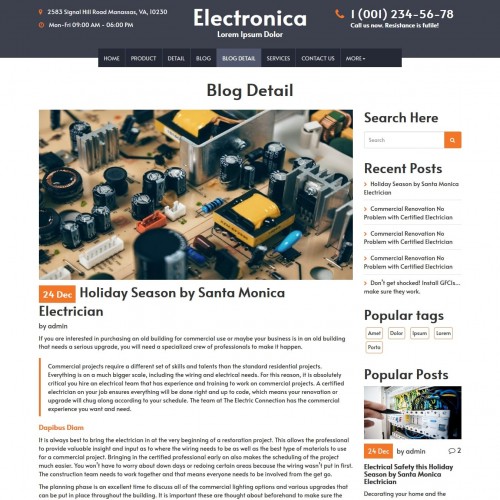 2583 Signal Hill Road Manassas, VA, 10230
Mon-Fri 09:00 AM - 06:00 PM
Electronica
Lorem Ipsum Dolor
1 (001) 234-56-78
Call us now. Resistance is futile!
HOME PRODUCT DETAIL BLOG BLOG DETAIL SERVICES CONTACT US MORE
Blog Detail
24 Dec Holiday Season by Santa Monica
Electrician
by admin
If you are interested in purchasing an old building for commercial use or maybe your business is in an old building
that needs a serious upgrade, you will need a specialized crew of professionals to make it happen.
Commercial projects require a different set of skills and talents than the standard residential projects.
Everything is on a much bigger scale, including the wiring and electrical needs. For this reason, it is absolutely
critical you hire an electrical team that has experience and training to work on commercial projects. A certified
electrician on your job ensures everything will be done right and up to code, which means your renovation or
upgrade will chug along according to your schedule. The team at The Electric Connection has the commercial
experience you want and need.
Dapibus Diam
It is always best to bring the electrician in at the very beginning of a restoration project. This allows the professional
to provide valuable insight and input as to where the wiring needs to be as well as the best type of materials to use
for a commercial project. Bringing in the certified professional early on also makes the scheduling of the project
much easier. You won't have to worry about down days or redoing certain areas because the wiring wasn't put in first.
The construction team needs to work together and that means everyone needs to be involved from the get go.
The planning phase is an excellent time to discuss all of the commercial lighting options and various upgrades that
can be put in place throughout the building. It is important these are thought about beforehand to make sure the
Search Here
Search
Recent Posts
Holiday Season by Santa Monica
Electrician
Commercial Renovation No
Problem with Certified Electrician
Commercial Renovation No
Problem with Certified Electrician
Commercial Renovation No
Problem with Certified Electrician
Don't get shocked! Install GFCIs...
make sure they work.
Popular tags
Amet Dolor Ipsum Lorem
Porta
Popular Posts
24 Dec by admin 2
Electrical Safety this Holiday
Season by Santa Monica
Electrician
Decorating your home and the